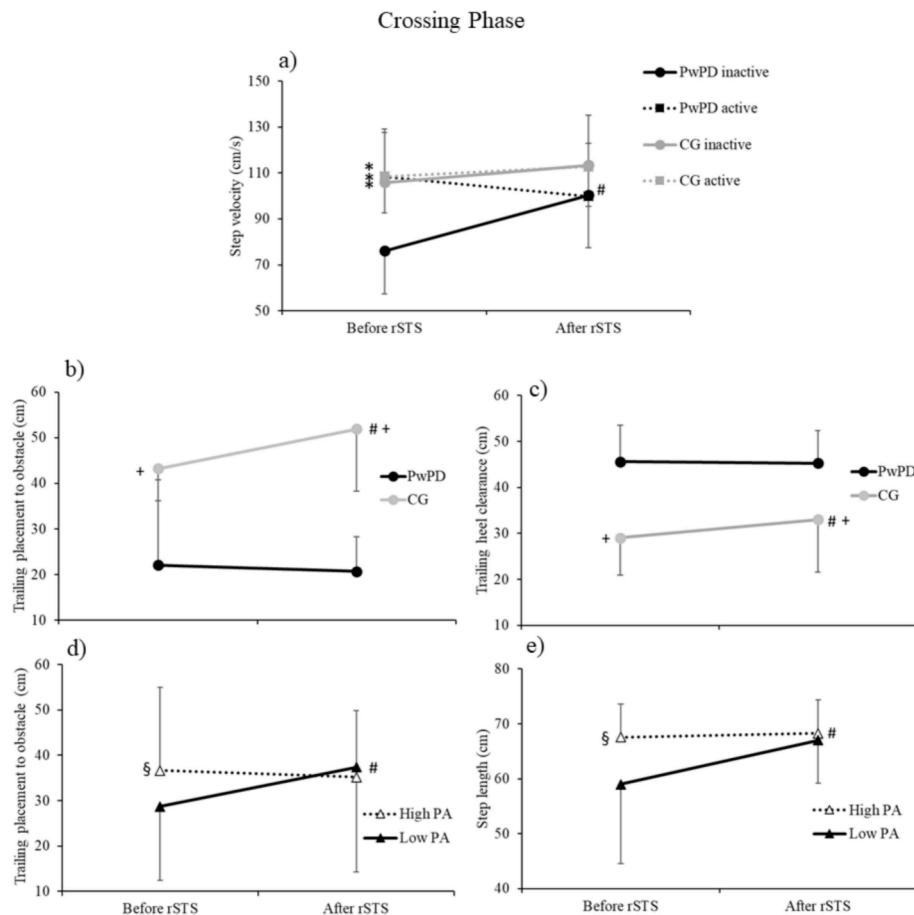 Crossing Phase
a)
Step velocity (cm/s)
150
130
110
90
70
50
*
*
*
#
Before rSTS
After rSTS
PwPD inactive
PwPD active
CG inactive
CG active
b)
Trailing placement to obstacle (cm)
60
50
40
30
20
10
+
# +
PwPD
CG
c)
Trailing heel clearance (cm)
60
50
40
30
20
10
+
# +
PwPD
CG
d)
Trailing placement to obstacle (cm)
60
50
40
30
20
10
§
#
High PA
Low PA
Before rSTS
After rSTS
e)
Step length (cm)
80
70
60
50
40
§
#
High PA
Low PA
Before rSTS
After rSTS